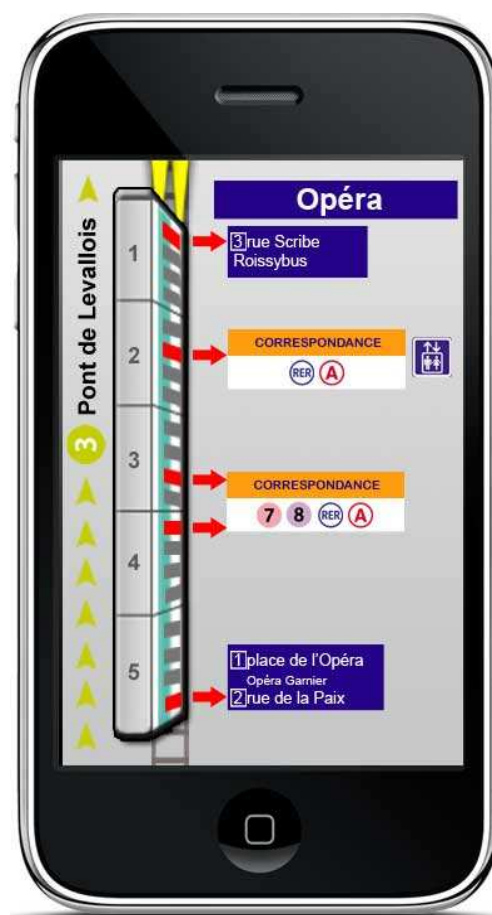 Opéra
3 Pont de Levallois
1
3 rue Scribe
Roissybus
2
CORRESPONDANCE
RER A
3
CORRESPONDANCE
7 8 RER A
4
5
1 place de l'Opéra
Opéra Garnier
2 rue de la Paix